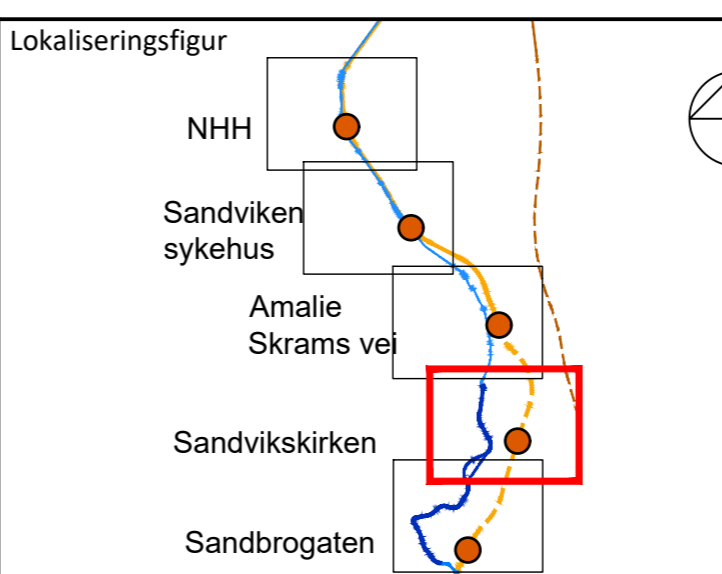 Lokaliseringsfigur
NHH
Sandviken
sykehus
Amalie
Skrams vei
Sandvikskirken
Sandbrogaten